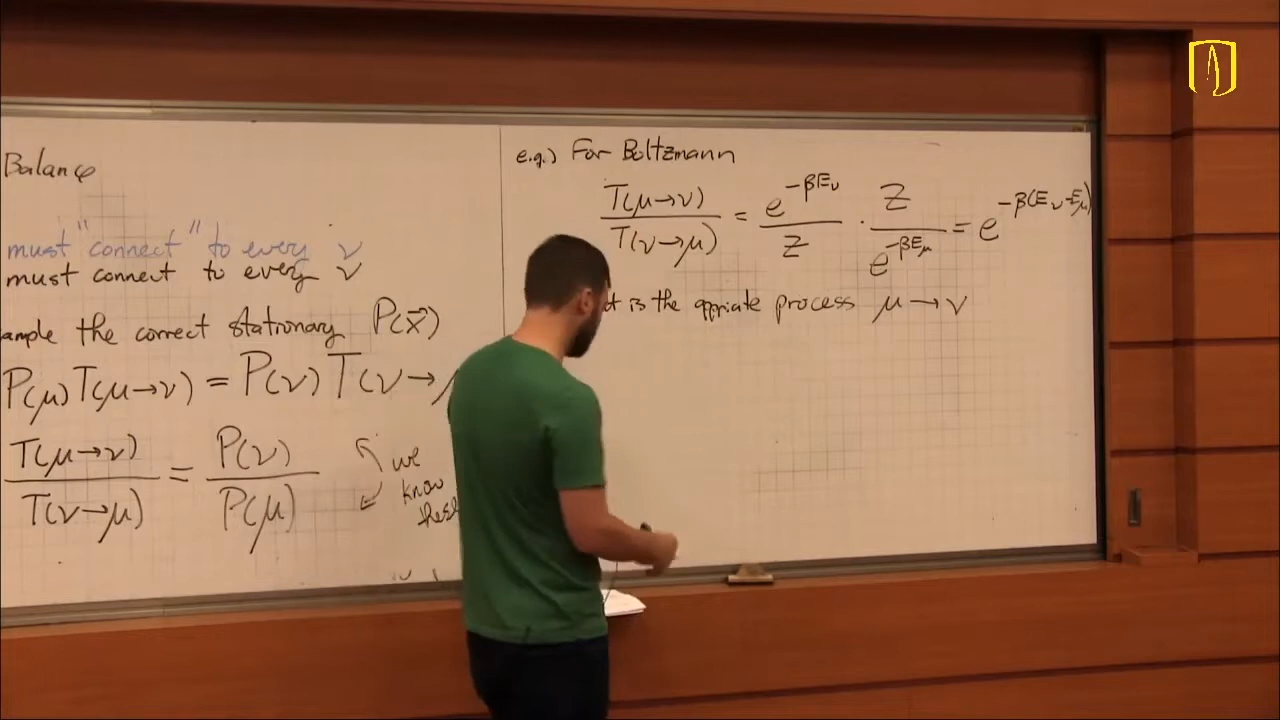 Balance
must "connect" to every ν
must connect to every ν
ample the correct stationary P(x⃗)
P(μ)T(μ→ν) = P(ν)T(ν→
T(μ→ν) / T(ν→μ) = P(ν) / P(μ)
we
know
these
e.g.) For Boltzmann
T(μ→ν) / T(ν→μ) = e^{-βE_ν} / Z · Z / e^{-βE_μ} = e^{-β(E_ν-E_μ)}
t is the appriate process μ→ν